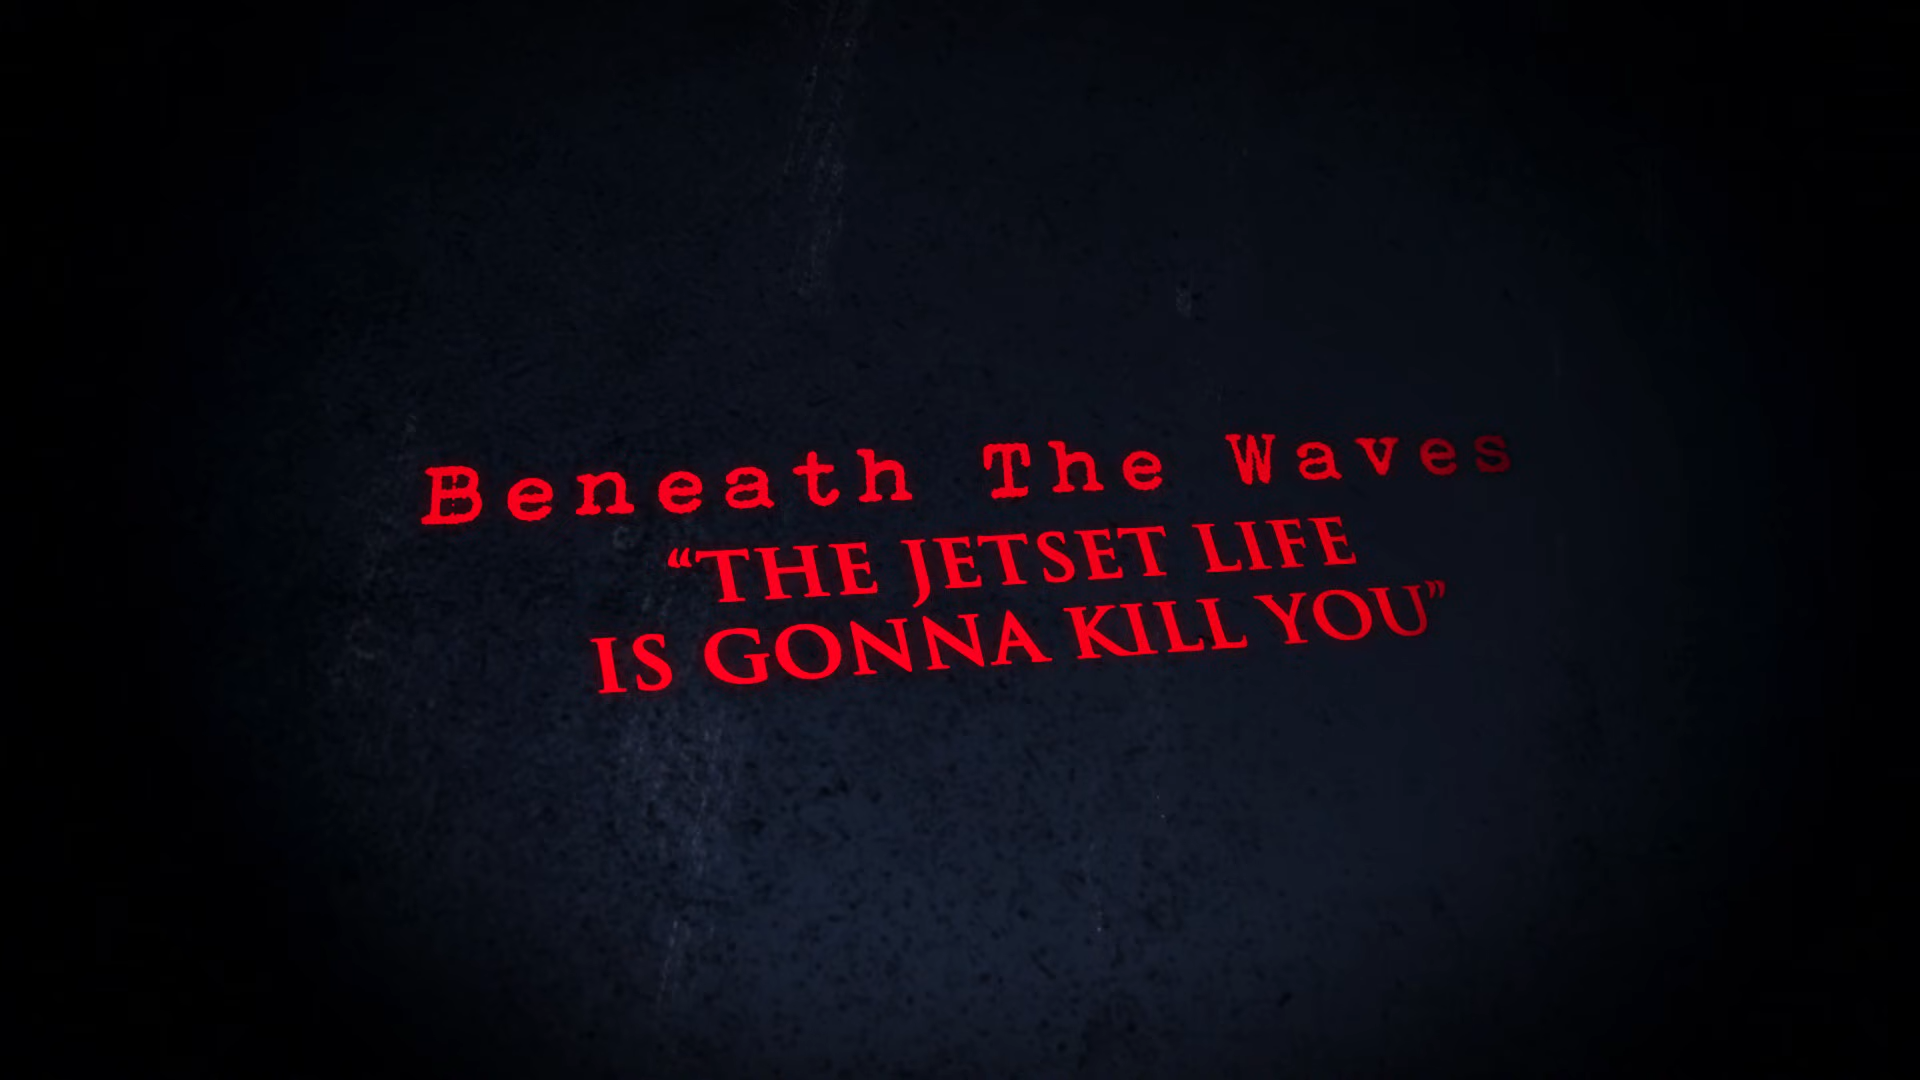 Beneath The Waves
“THE JETSET LIFE
IS GONNA KILL YOU”